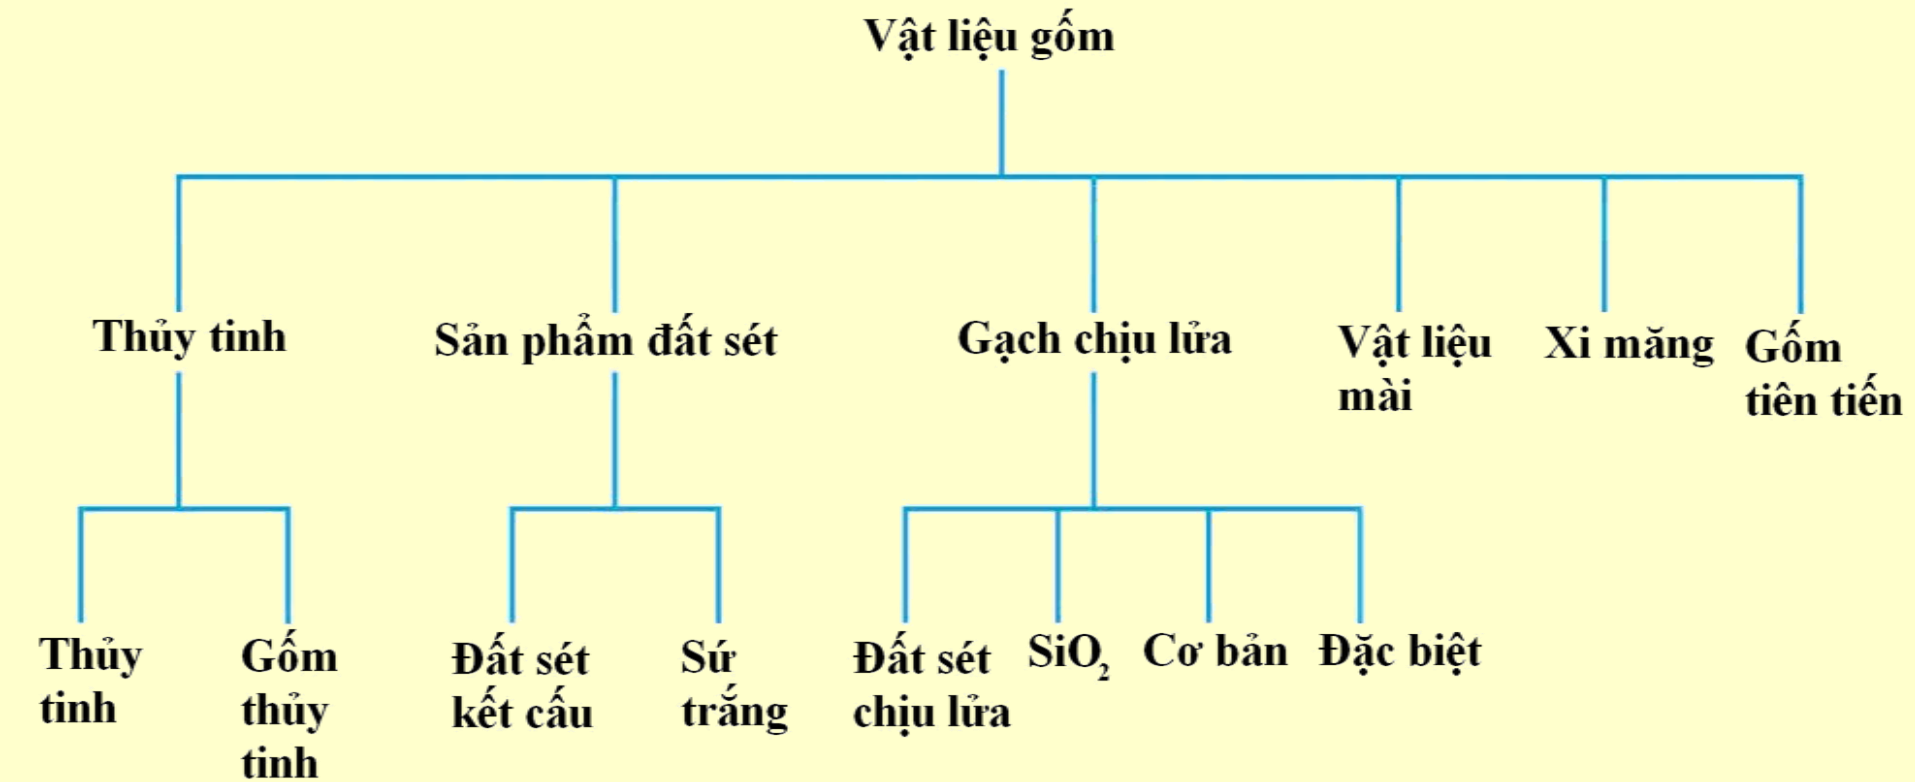 Vật liệu gốm
Thủy tinh
Sản phẩm đất sét
Gạch chịu lửa
Vật liệu
mài
Xi măng
Gốm
tiên tiến
Thủy
tinh
Gốm
thủy
tinh
Đất sét
kết cấu
Sứ
trắng
Đất sét
chịu lửa
SiO₂
Cơ bản
Đặc biệt